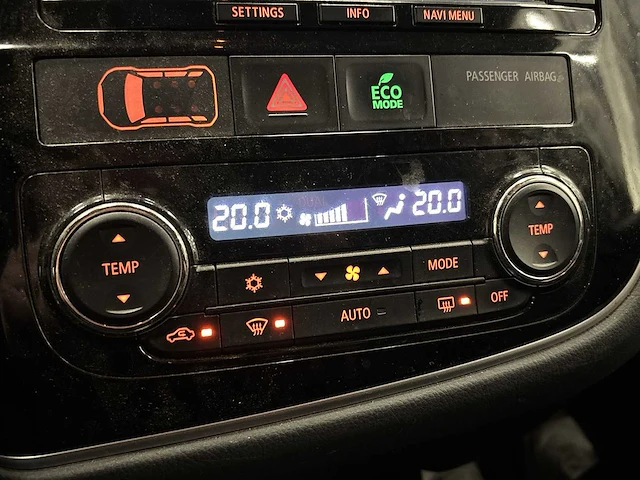 SETTINGS INFO NAVI MENU
ECO
MODE
PASSENGER AIRBAG
20.0 20.0
TEMP
TEMP
MODE
AUTO
OFF